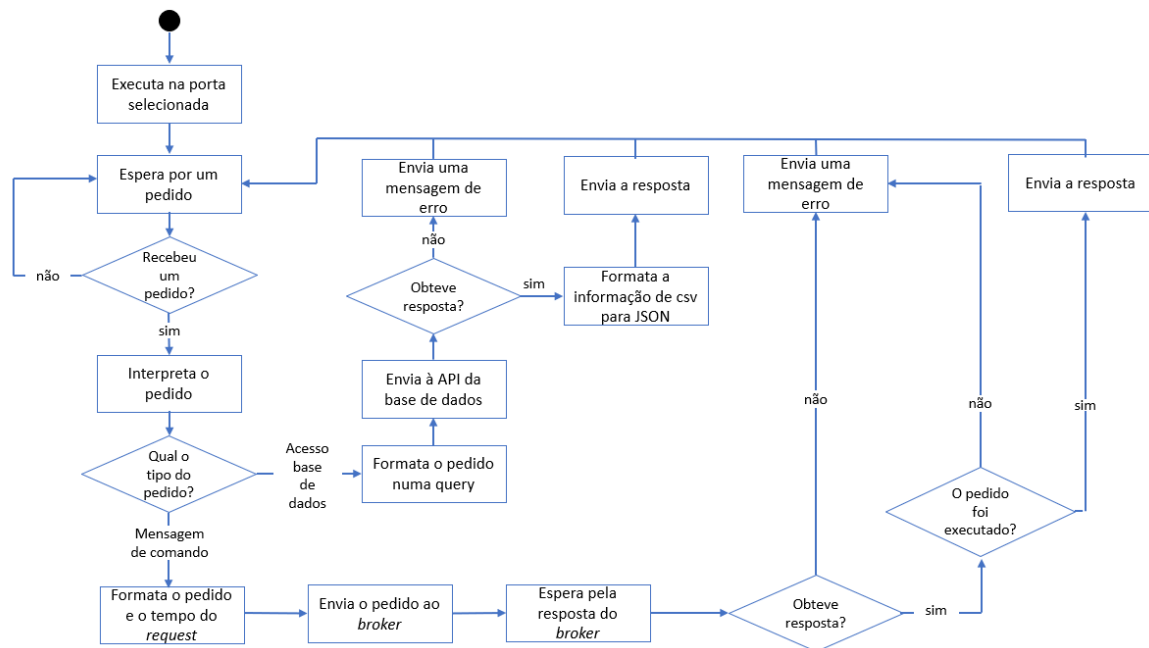 Executa na porta
selecionada
Espera por um
pedido
Recebeu
um
pedido?
não
sim
Interpreta o
pedido
Qual o
tipo do
pedido?
Acesso
base
de
dados
Formata o pedido
numa query
Envia à API da
base de dados
Obteve
resposta?
não
Envia uma
mensagem de
erro
sim
Formata a
informação de csv
para JSON
Envia a resposta
Mensagem
de comando
Formata o pedido
e o tempo do
request
Envia o pedido ao
broker
Espera pela
resposta do
broker
Obteve
resposta?
não
Envia uma
mensagem de
erro
sim
O pedido
foi
executado?
não
sim
Envia a resposta